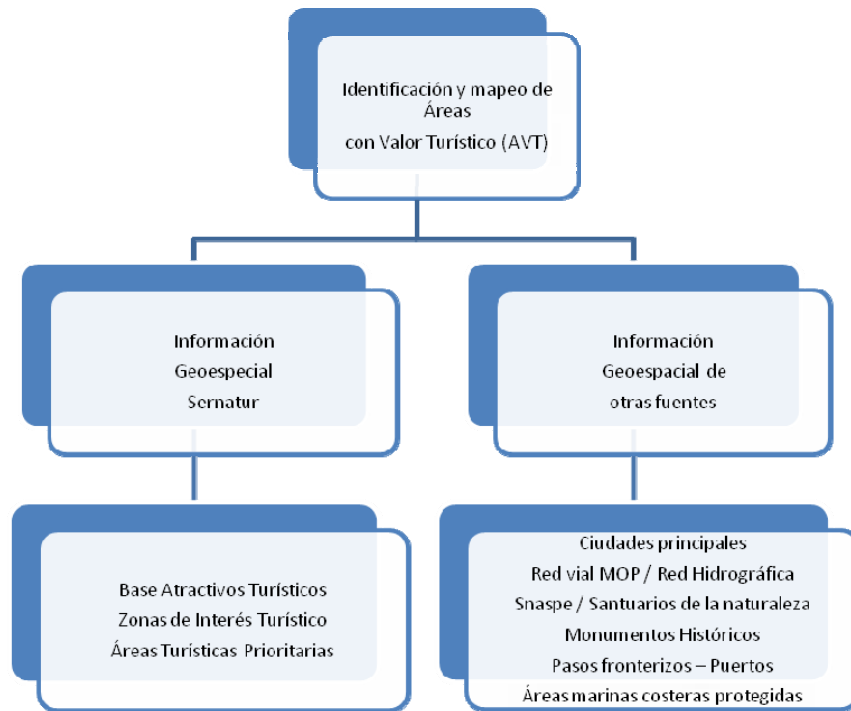 Identificación y mapeo de
Áreas
con Valor Turístico (AVT)
Información
Geoespecial
Sernatur
Información
Geoespacial de
otras fuentes
Base Atractivos Turísticos
Zonas de Interés Turístico
Áreas Turísticas Prioritarias
Ciudades principales
Red vial MOP / Red Hidrográfica
Snaspe / Santuarios de la naturaleza
Monumentos Históricos
Pasos fronterizos – Puertos
Áreas marinas costeras protegidas